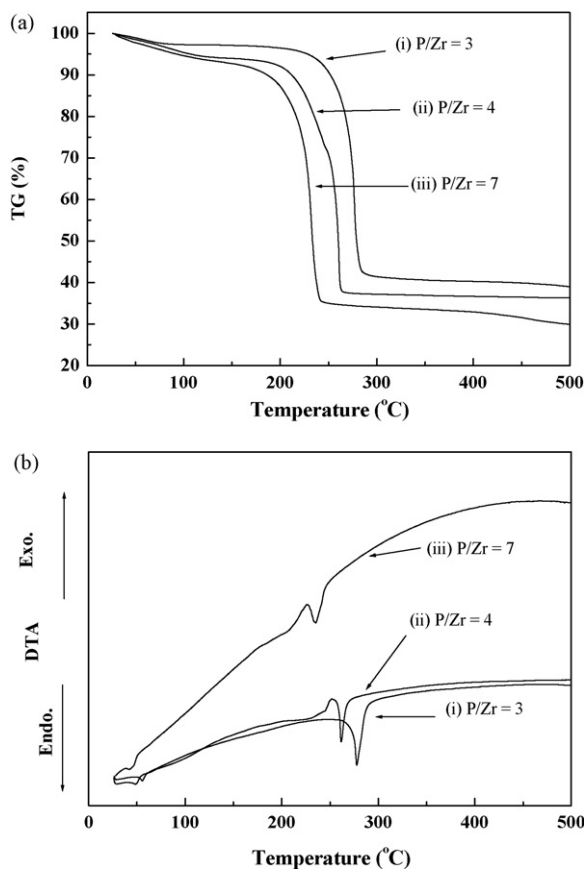 (a)
100
90
80
70
60
50
40
30
20
TG (%)
(i) P/Zr = 3
(ii) P/Zr = 4
(iii) P/Zr = 7
0 100 200 300 400 500
Temperature (°C)
(b)
Exo.
DTA
Endo.
(iii) P/Zr = 7
(ii) P/Zr = 4
(i) P/Zr = 3
0 100 200 300 400 500
Temperature (°C)